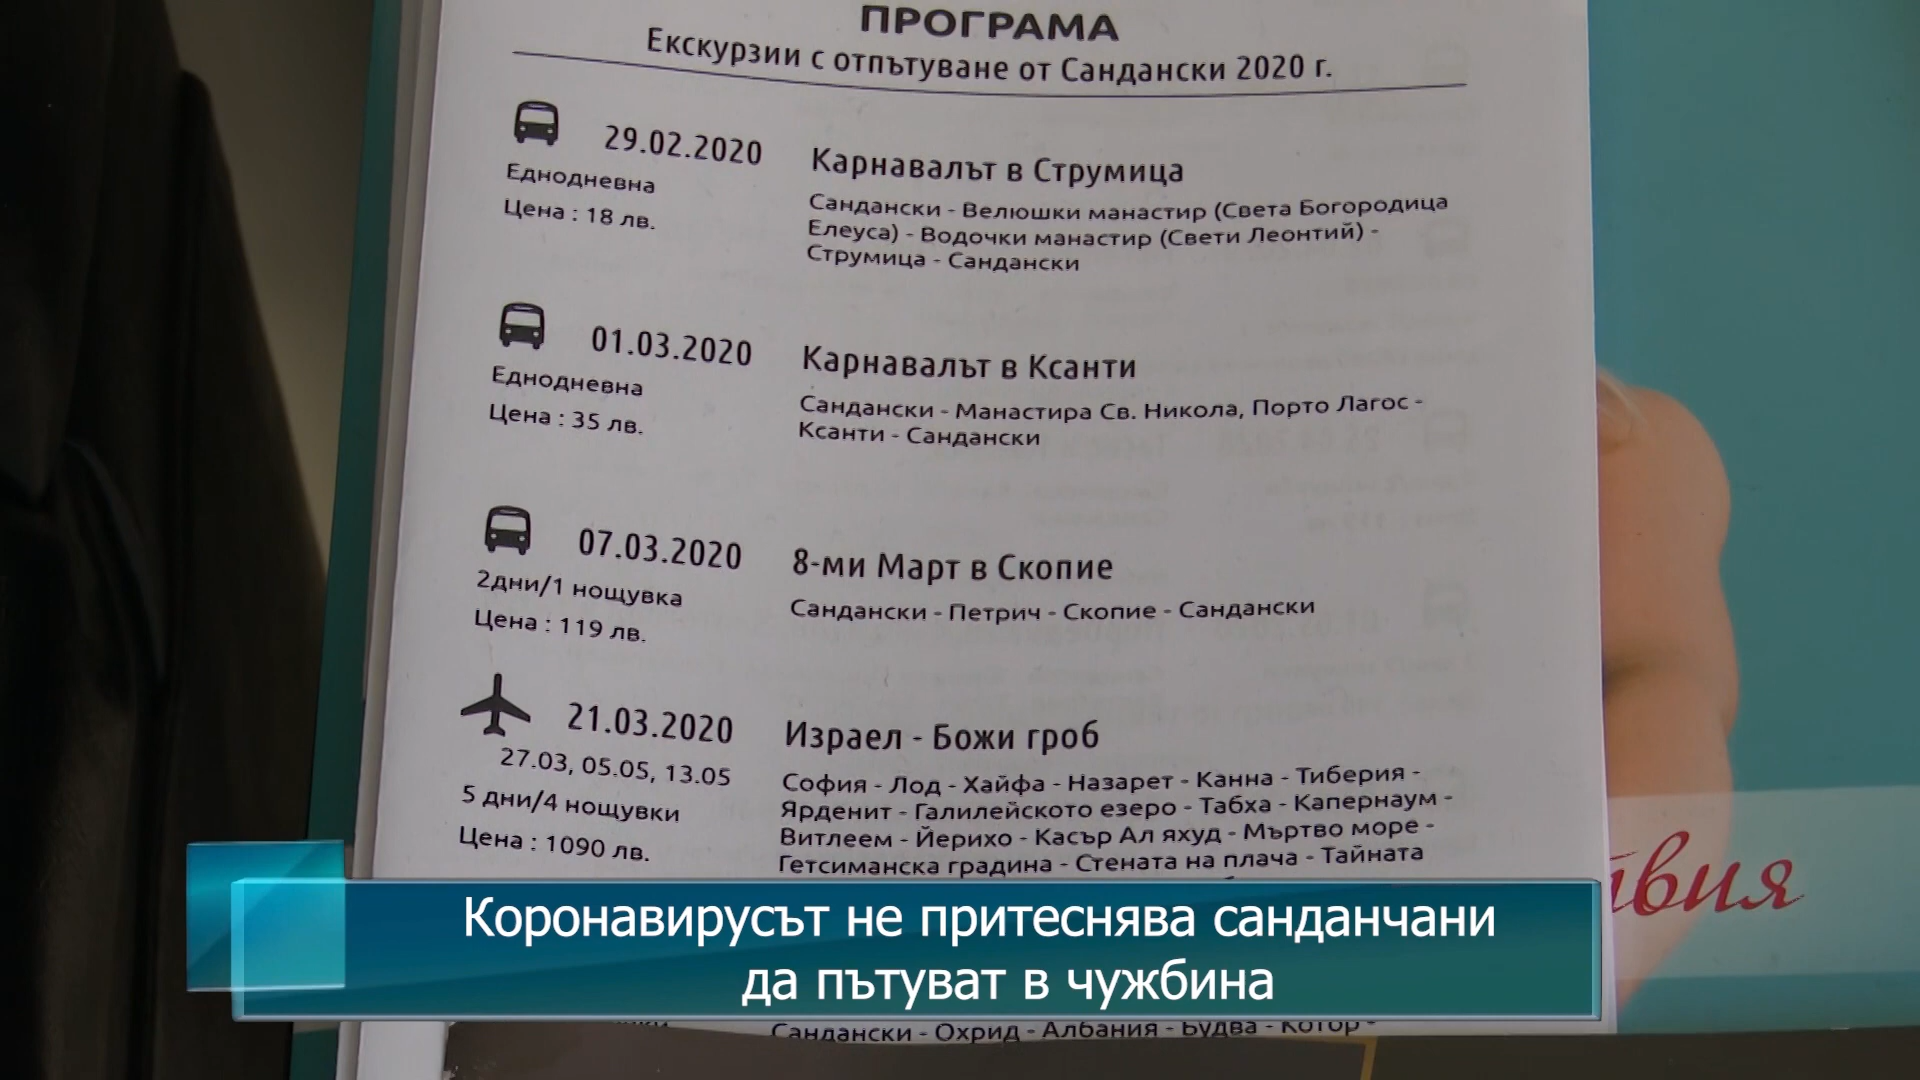 ПРОГРАМА
Екскурзии с отпътуване от Сандански 2020 г.
29.02.2020
Еднодневна
Цена : 18 лв.
Карнавалът в Струмица
Сандански - Велюшки манастир (Света Богородица
Елеуса) - Водочки манастир (Свети Леонтий) -
Струмица - Сандански
01.03.2020
Еднодневна
Цена : 35 лв.
Карнавалът в Ксанти
Сандански - Манастира Св. Никола, Порто Лагос -
Ксанти - Сандански
07.03.2020
2дни/1 нощувка
Цена : 119 лв.
8-ми Март в Скопие
Сандански - Петрич - Скопие - Сандански
21.03.2020
27.03, 05.05, 13.05
5 дни/4 нощувки
Цена : 1090 лв.
Израел - Божи гроб
София - Лод - Хайфа - Назарет - Канна - Тиберия -
Ярденит - Галилейското езеро - Табха - Капернаум -
Витлеем - Йерихо - Касър Ал яхуд - Мъртво море -
Гетсиманска градина - Стената на плача - Тайната
Коронавирусът не притеснява санданчани
да пътуват в чужбина
Сандански - Охрид - Албания - Будва - Котор -